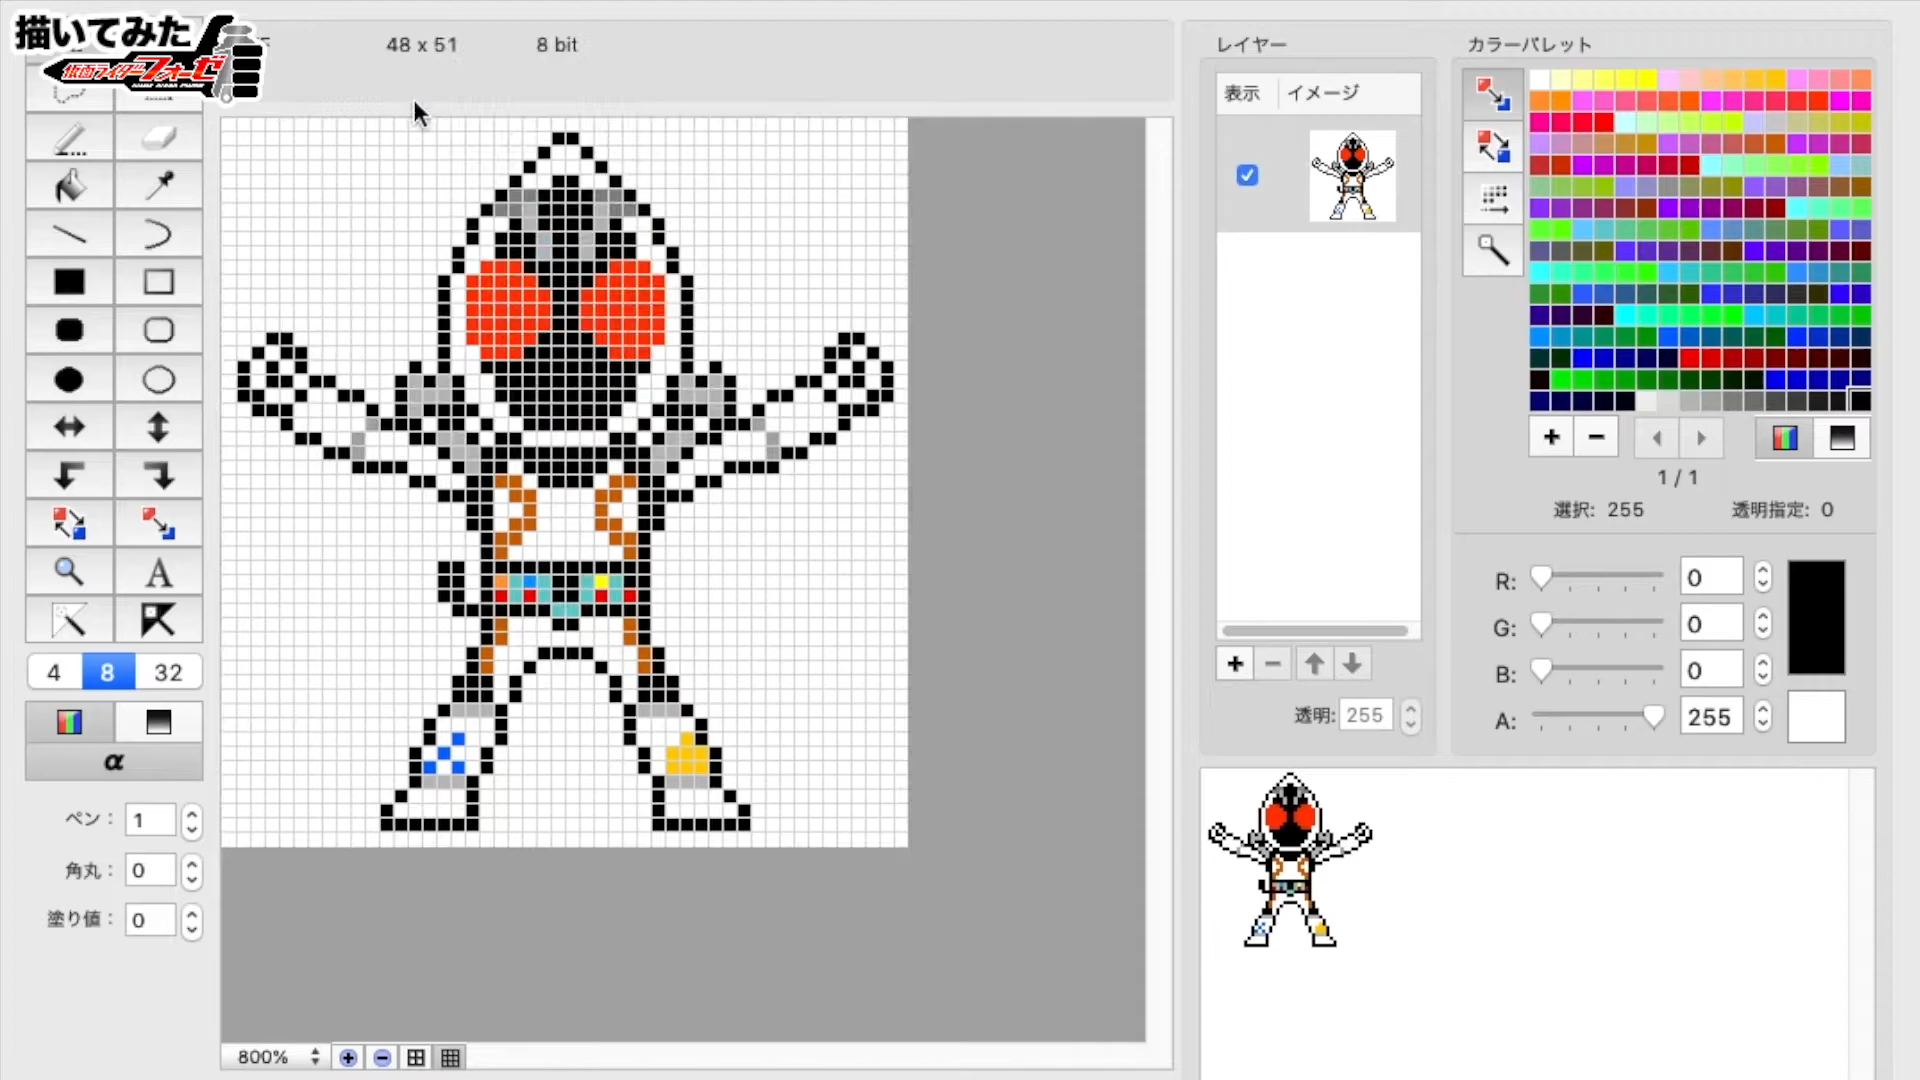 描いてみた
仮面ライダーフォーゼ
48 x 51
8 bit
レイヤー
カラーパレット
表示
イメージ
1 / 1
選択: 255
透明指定: 0
R: 0
G: 0
B: 0
A: 255
透明: 255
A
4
8
32
α
ペン : 1
角丸 : 0
塗り値 : 0
800%